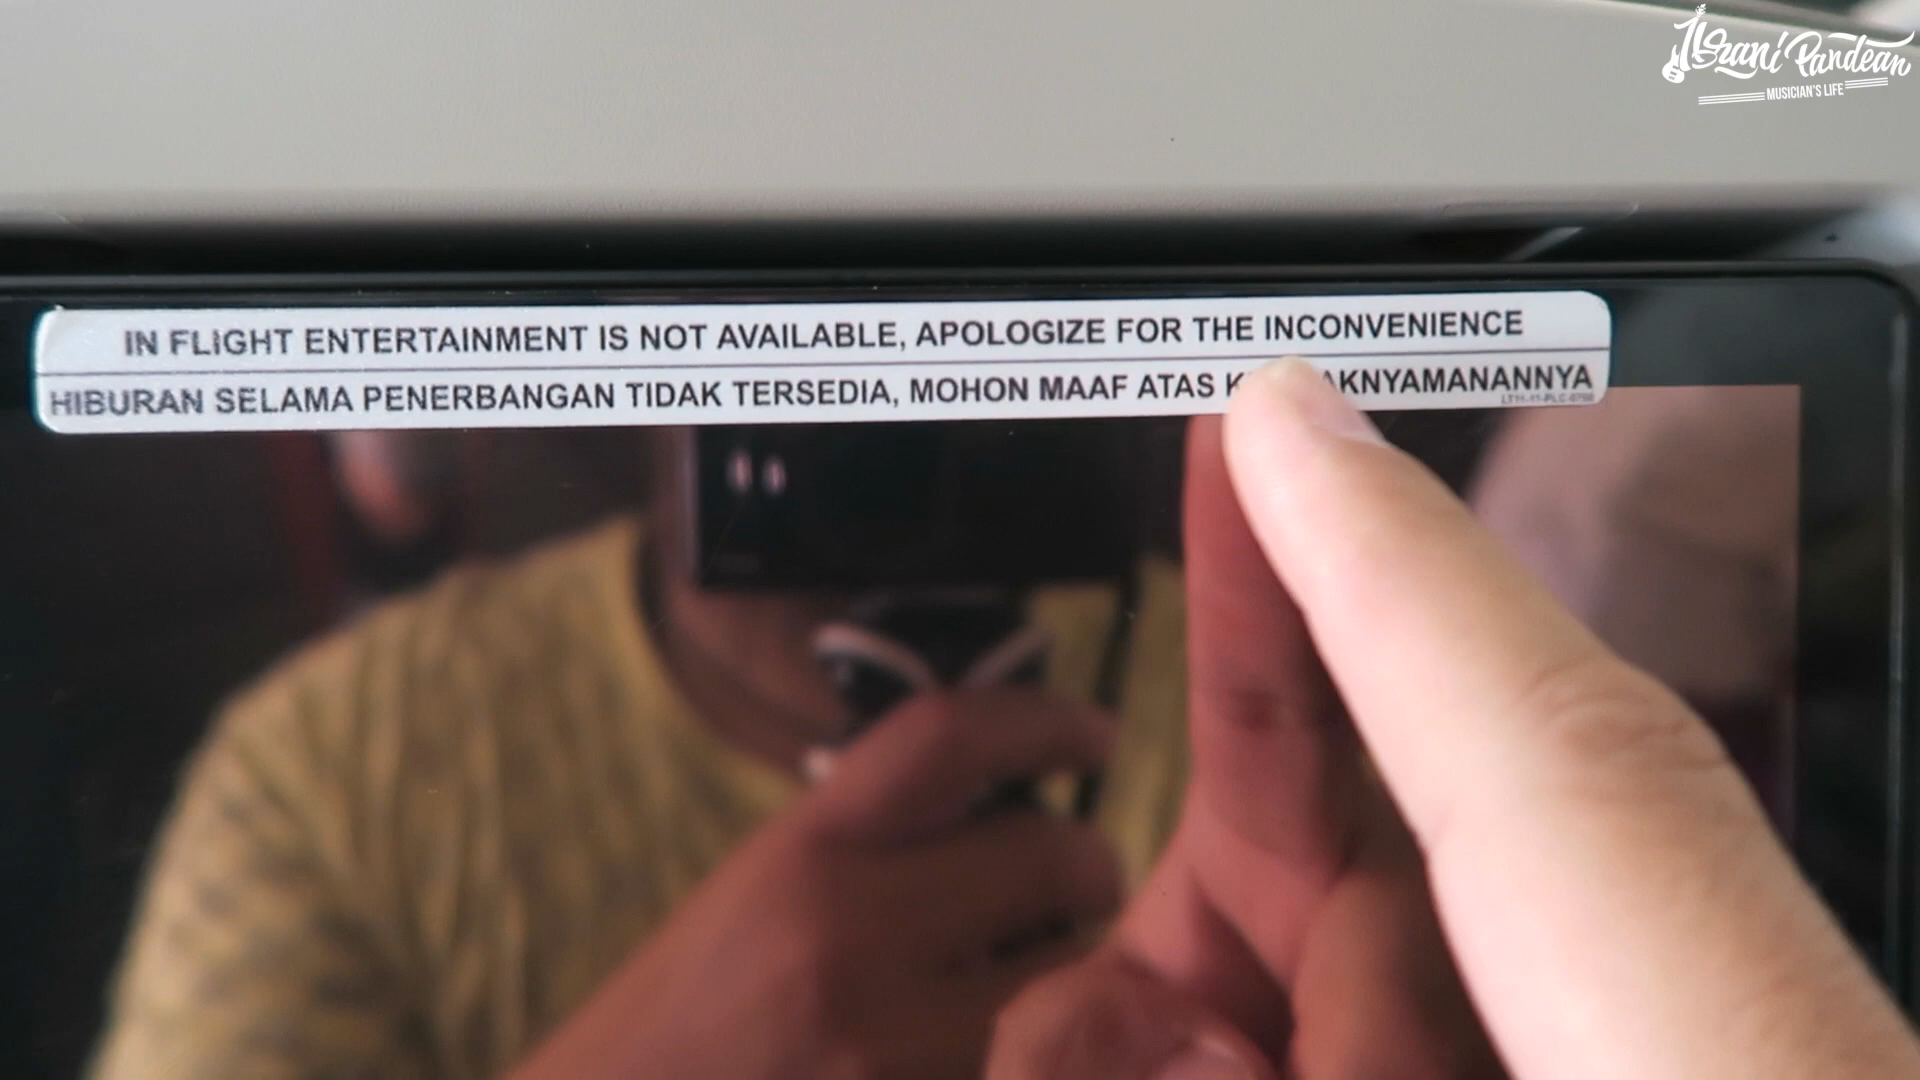 Israni Pandean
MUSICIAN'S LIFE
IN FLIGHT ENTERTAINMENT IS NOT AVAILABLE, APOLOGIZE FOR THE INCONVENIENCE
HIBURAN SELAMA PENERBANGAN TIDAK TERSEDIA, MOHON MAAF ATAS